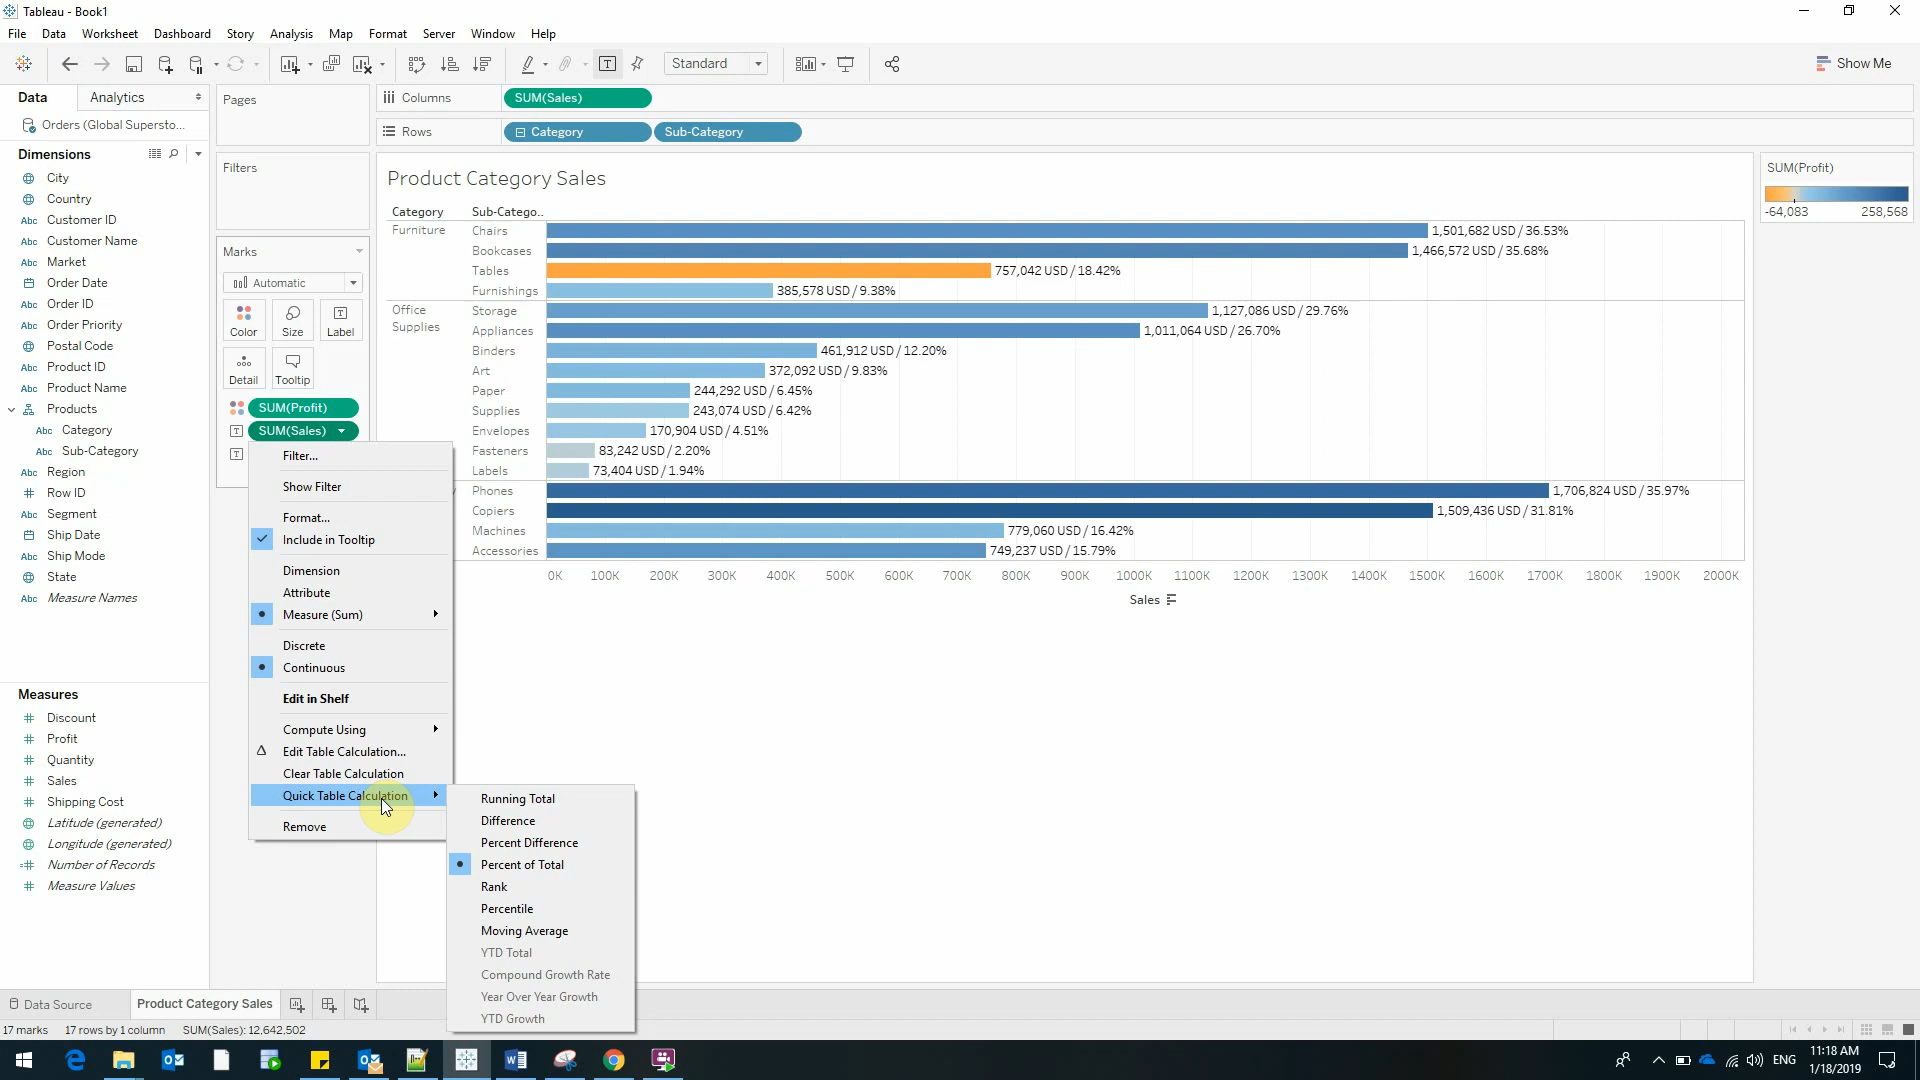 Tableau - Book1
File Data Worksheet Dashboard Story Analysis Map Format Server Window Help
Standard
Show Me
Data Analytics
Orders (Global Supersto...
Dimensions
City
Country
Abc Customer ID
Abc Customer Name
Abc Market
Order Date
Abc Order ID
Abc Order Priority
Postal Code
Abc Product ID
Abc Product Name
Products
Abc Category
Abc Sub-Category
Abc Region
Row ID
Abc Segment
Ship Date
Abc Ship Mode
State
Abc Measure Names
Measures
Discount
Profit
Quantity
Sales
Shipping Cost
Latitude (generated)
Longitude (generated)
Number of Records
Measure Values
Pages
Filters
Marks
Automatic
Color Size Label
Detail Tooltip
SUM(Profit)
SUM(Sales)
Filter...
Show Filter
Format...
Include in Tooltip
Dimension
Attribute
Measure (Sum)
Discrete
Continuous
Edit in Shelf
Compute Using
Edit Table Calculation...
Clear Table Calculation
Quick Table Calculation
Remove
Running Total
Difference
Percent Difference
Percent of Total
Rank
Percentile
Moving Average
YTD Total
Compound Growth Rate
Year Over Year Growth
YTD Growth
Columns SUM(Sales)
Rows Category Sub-Category
Product Category Sales
Category Sub-Catego..
Furniture Chairs 1,501,682 USD / 36.53%
Bookcases 1,466,572 USD / 35.68%
Tables 757,042 USD / 18.42%
Furnishings 385,578 USD / 9.38%
Office Supplies Storage 1,127,086 USD / 29.76%
Appliances 1,011,064 USD / 26.70%
Binders 461,912 USD / 12.20%
Art 372,092 USD / 9.83%
Paper 244,292 USD / 6.45%
Supplies 243,074 USD / 6.42%
Envelopes 170,904 USD / 4.51%
Fasteners 83,242 USD / 2.20%
Labels 73,404 USD / 1.94%
Phones 1,706,824 USD / 35.97%
Copiers 1,509,436 USD / 31.81%
Machines 779,060 USD / 16.42%
Accessories 749,237 USD / 15.79%
0K 100K 200K 300K 400K 500K 600K 700K 800K 900K 1000K 1100K 1200K 1300K 1400K 1500K 1600K 1700K 1800K 1900K 2000K
Sales
SUM(Profit)
-64,083 258,568
Data Source Product Category Sales
17 marks 17 rows by 1 column SUM(Sales): 12,642,502
ENG
11:18 AM
1/18/2019